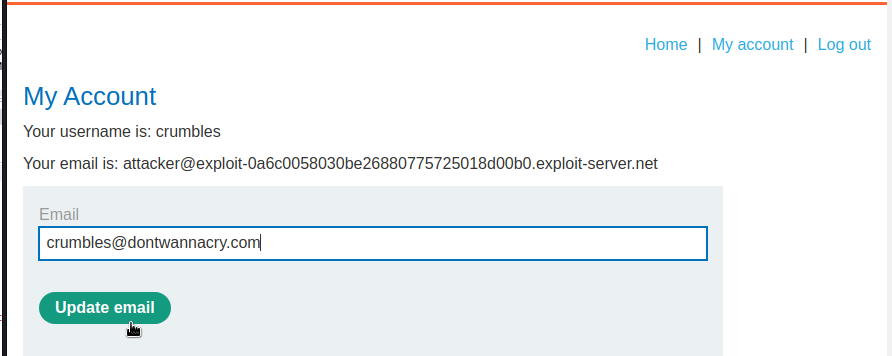 Home | My account | Log out
My Account
Your username is: crumbles
Your email is: attacker@exploit-0a6c0058030be26880775725018d00b0.exploit-server.net
Email
crumbles@dontwannacry.com
Update email